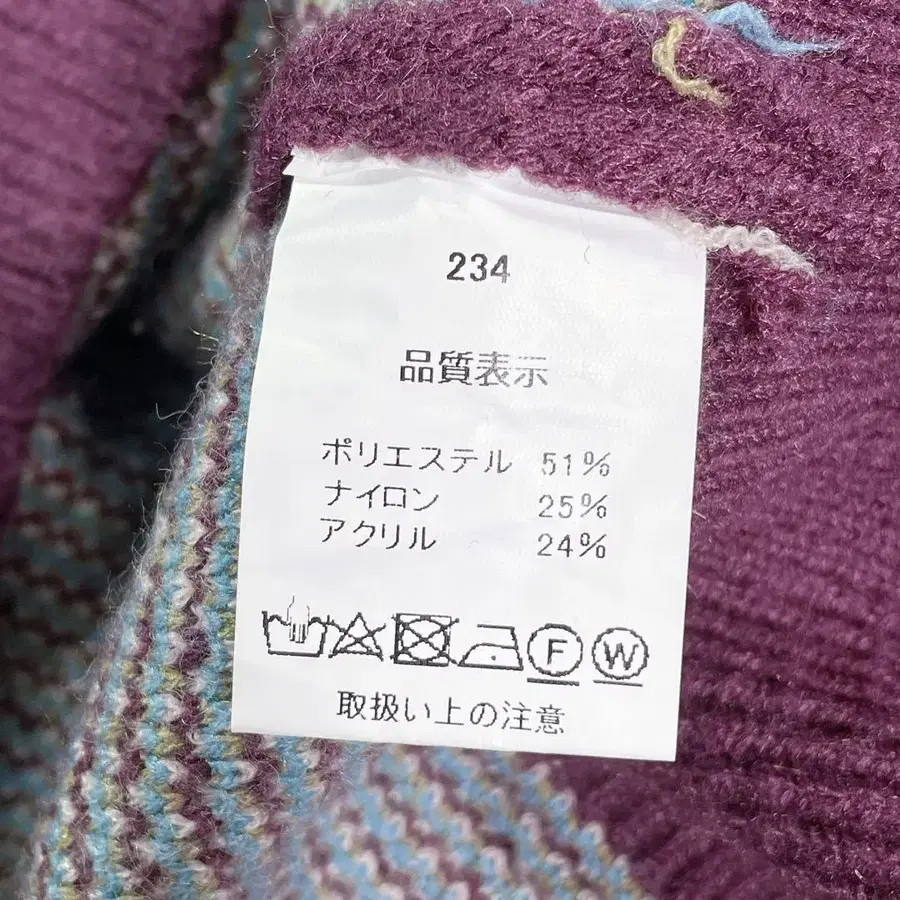 234
品質表示
ポリエステル 51%
ナイロン 25%
アクリル 24%
F W
取扱い上の注意